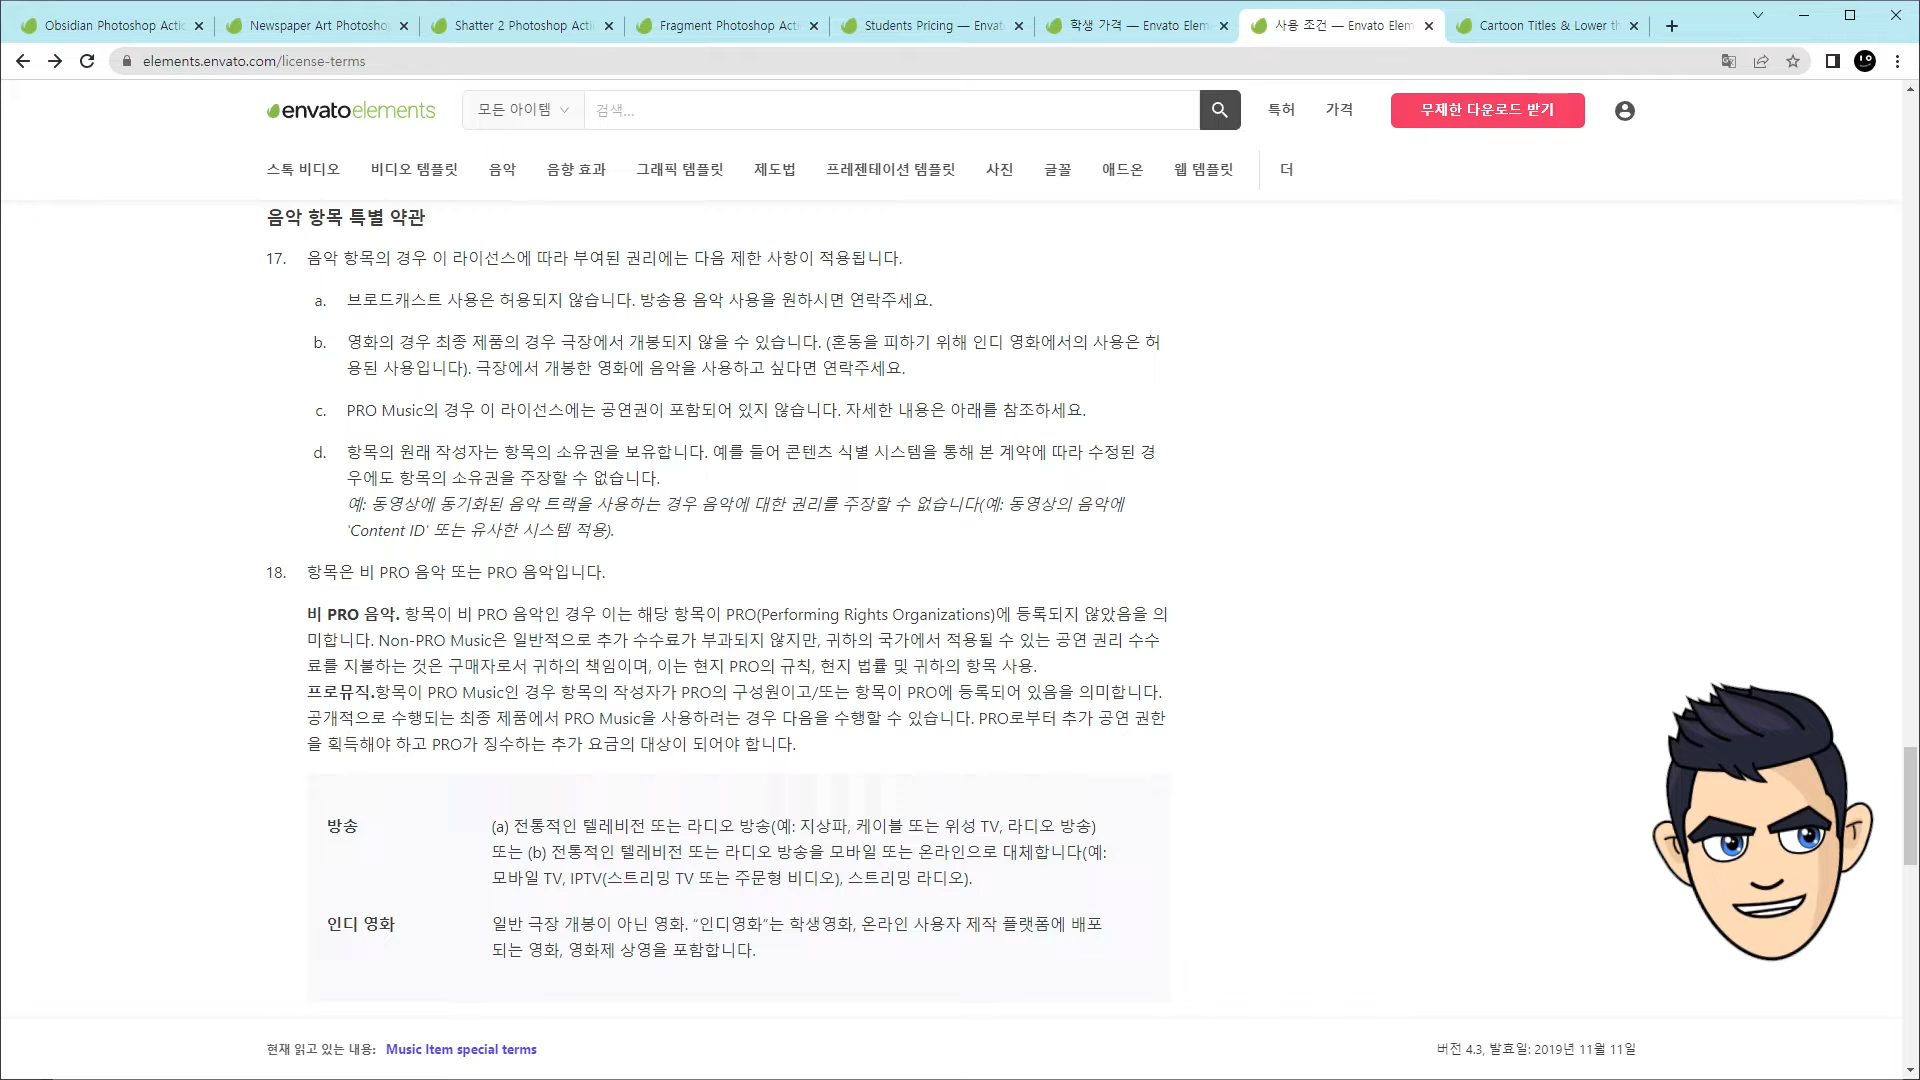 Obsidian Photoshop Actic
Newspaper Art Photosho
Shatter 2 Photoshop Acti
Fragment Photoshop Acti
Students Pricing — Envat
학생 가격 — Envato Elem
사용 조건 — Envato Elem
Cartoon Titles & Lower th
elements.envato.com/license-terms
envatoelements
모든 아이템
검색...
특허
가격
무제한 다운로드 받기
스톡 비디오
비디오 템플릿
음악
음향 효과
그래픽 템플릿
제도법
프레젠테이션 템플릿
사진
글꼴
애드온
웹 템플릿
더
음악 항목 특별 약관
17. 음악 항목의 경우 이 라이선스에 따라 부여된 권리에는 다음 제한 사항이 적용됩니다.
a. 브로드캐스트 사용은 허용되지 않습니다. 방송용 음악 사용을 원하시면 연락주세요.
b. 영화의 경우 최종 제품의 경우 극장에서 개봉되지 않을 수 있습니다. (혼동을 피하기 위해 인디 영화에서의 사용은 허
용된 사용입니다). 극장에서 개봉한 영화에 음악을 사용하고 싶다면 연락주세요.
c. PRO Music의 경우 이 라이선스에는 공연권이 포함되어 있지 않습니다. 자세한 내용은 아래를 참조하세요.
d. 항목의 원래 작성자는 항목의 소유권을 보유합니다. 예를 들어 콘텐츠 식별 시스템을 통해 본 계약에 따라 수정된 경
우에도 항목의 소유권을 주장할 수 없습니다.
예: 동영상에 동기화된 음악 트랙을 사용하는 경우 음악에 대한 권리를 주장할 수 없습니다(예: 동영상의 음악에
'Content ID' 또는 유사한 시스템 적용).
18. 항목은 비 PRO 음악 또는 PRO 음악입니다.
비 PRO 음악. 항목이 비 PRO 음악인 경우 이는 해당 항목이 PRO(Performing Rights Organizations)에 등록되지 않았음을 의
미합니다. Non-PRO Music은 일반적으로 추가 수수료가 부과되지 않지만, 귀하의 국가에서 적용될 수 있는 공연 권리 수수
료를 지불하는 것은 구매자로서 귀하의 책임이며, 이는 현지 PRO의 규칙, 현지 법률 및 귀하의 항목 사용.
프로뮤직.항목이 PRO Music인 경우 항목의 작성자가 PRO의 구성원이고/또는 항목이 PRO에 등록되어 있음을 의미합니다.
공개적으로 수행되는 최종 제품에서 PRO Music을 사용하려는 경우 다음을 수행할 수 있습니다. PRO로부터 추가 공연 권한
을 획득해야 하고 PRO가 징수하는 추가 요금의 대상이 되어야 합니다.
방송
(a) 전통적인 텔레비전 또는 라디오 방송(예: 지상파, 케이블 또는 위성 TV, 라디오 방송)
또는 (b) 전통적인 텔레비전 또는 라디오 방송을 모바일 또는 온라인으로 대체합니다(예:
모바일 TV, IPTV(스트리밍 TV 또는 주문형 비디오), 스트리밍 라디오).
인디 영화
일반 극장 개봉이 아닌 영화. “인디영화”는 학생영화, 온라인 사용자 제작 플랫폼에 배포
되는 영화, 영화제 상영을 포함합니다.
현재 읽고 있는 내용: Music Item special terms
버전 4.3, 발효일: 2019년 11월 11일